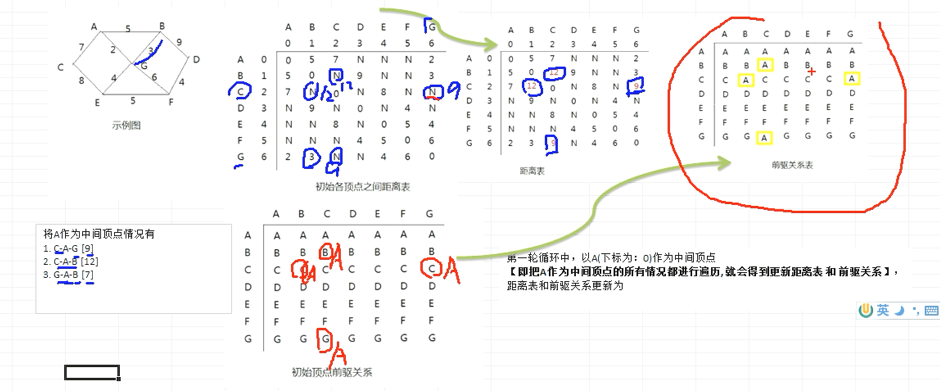 A 5 B
7 2 3 9
C G D
8 4 6 4
E 5 F
示例图
A B C D E F G
0 1 2 3 4 5 6
A 0 0 5 7 N N N 2
B 1 5 0 N 9 N N 3
C 2 7 N 0 N 8 N N 9
12 12
D 3 N 9 N 0 N 4 N
E 4 N N 8 N 0 5 4
F 5 N N N 4 5 0 6
G 6 2 3 N N 4 6 0
9
初始各顶点之间距离表
A B C D E F G
0 1 2 3 4 5 6
A 0 0 5 7 N N N 2
B 1 5 0 12 9 N N 3
C 2 7 12 0 N 8 N 9
D 3 N 9 N 0 N 4 N
E 4 N N 8 N 0 5 4
F 5 N N N 4 5 0 6
G 6 2 3 9 N 4 6 0
距离表
A B C D E F G
A A A A A A A A
B B B A B B B B
C C A C C C C A
D D D D D D D D
E E E E E E E E
F F F F F F F F
G G G A G G G G
前驱关系表
将A作为中间顶点情况有
1. C-A-G [9]
2. C-A-B [12]
3. G-A-B [7]
A B C D E F G
A A A A A A A A
B B B B B B B B
A
C C C C C C C C A
A
D D D D D D D D
E E E E E E E E
F F F F F F F F
G G G G G G G G
A
初始顶点前驱关系
第一轮循环中，以A(下标为：0)作为中间顶点
【即把A作为中间顶点的所有情况都进行遍历,就会得到更新距离表 和 前驱关系】，
距离表和前驱关系更新为
英